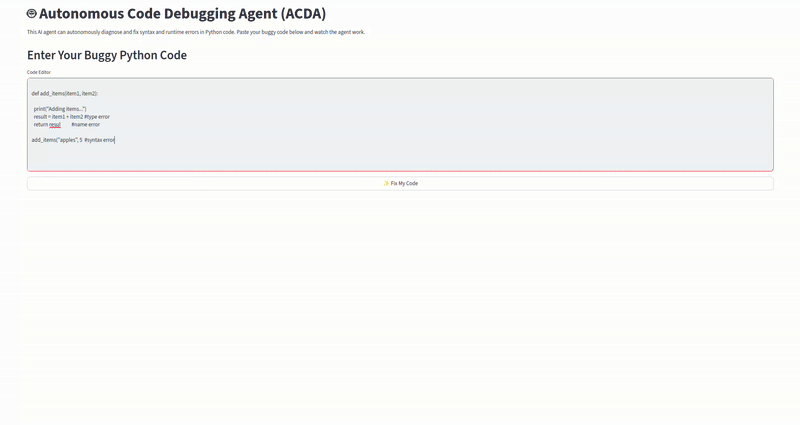 Autonomous Code Debugging Agent (ACDA)
This AI agent can autonomously diagnose and fix syntax and runtime errors in Python code. Paste your buggy code below and watch the agent work.
Enter Your Buggy Python Code
Code Editor
def add_items(item1, item2):
print("Adding items...")
result = item1 + item2 #type error
return resul #name error
add_items("apples", 5 #syntax error
✨ Fix My Code